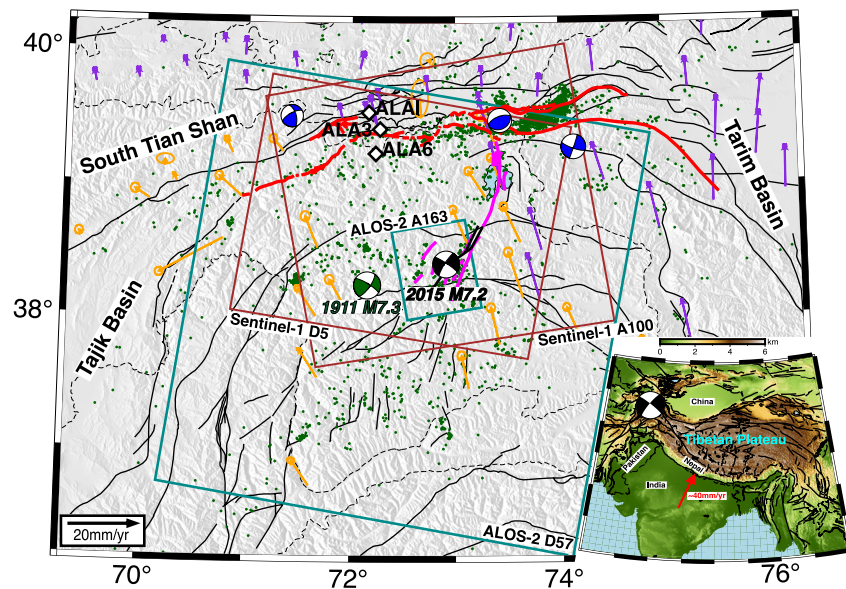 40°
38°
70°
72°
74°
76°
South Tian Shan
Tarim Basin
Tajik Basin
ALAI
ALA3
ALA6
ALOS-2 A163
1911 M7.3
2015 M7.2
Sentinel-1 D5
Sentinel-1 A100
ALOS-2 D57
20mm/yr
0 2 4 6
km
China
Tibetan Plateau
Pakistan
Nepal
India
~40mm/yr